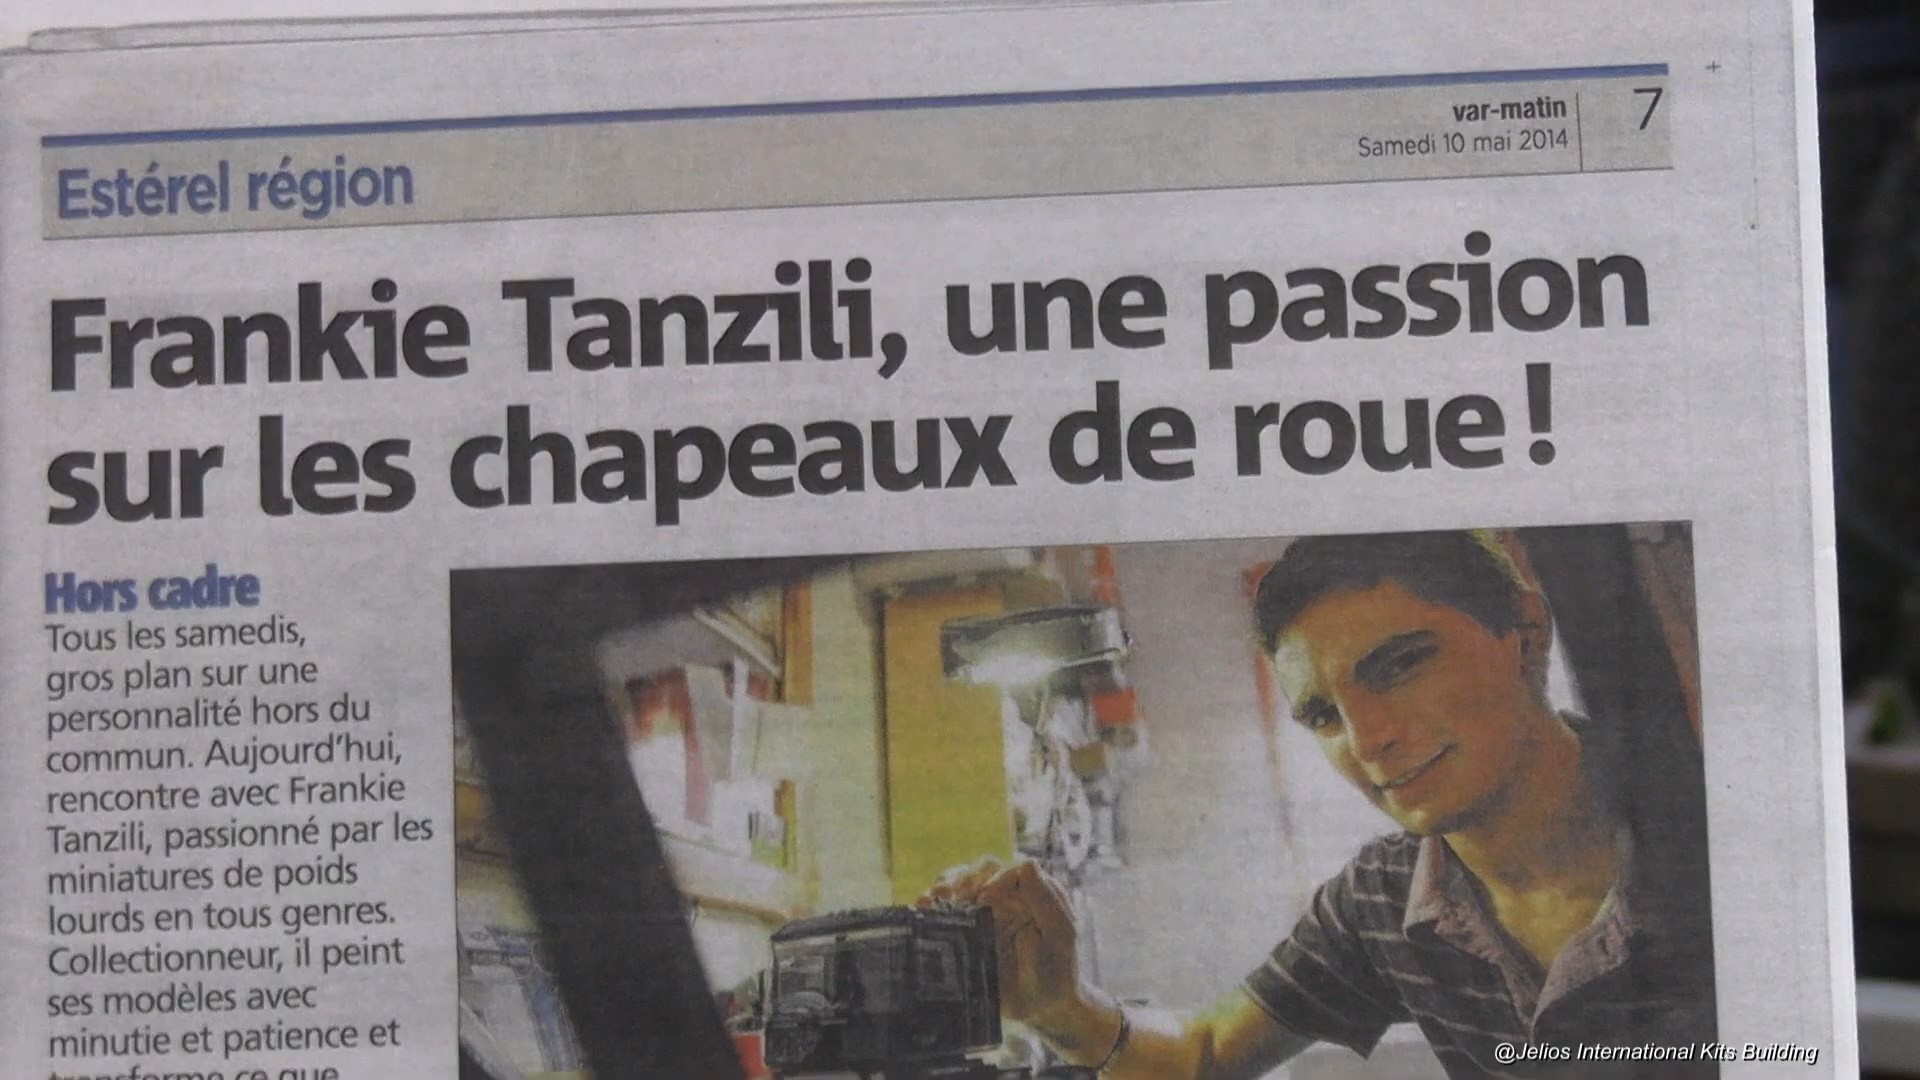 var-matin
Samedi 10 mai 2014
7
Estérel région
Frankie Tanzili, une passion
sur les chapeaux de roue !
Hors cadre
Tous les samedis,
gros plan sur une
personnalité hors du
commun. Aujourd’hui,
rencontre avec Frankie
Tanzili, passionné par les
miniatures de poids
lourds en tous genres.
Collectionneur, il peint
ses modèles avec
minutie et patience et
transforme ce que
@Jelios International Kits Building